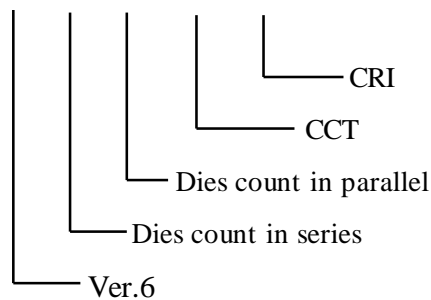 CRI
CCT
Dies count in parallel
Dies count in series
Ver.6